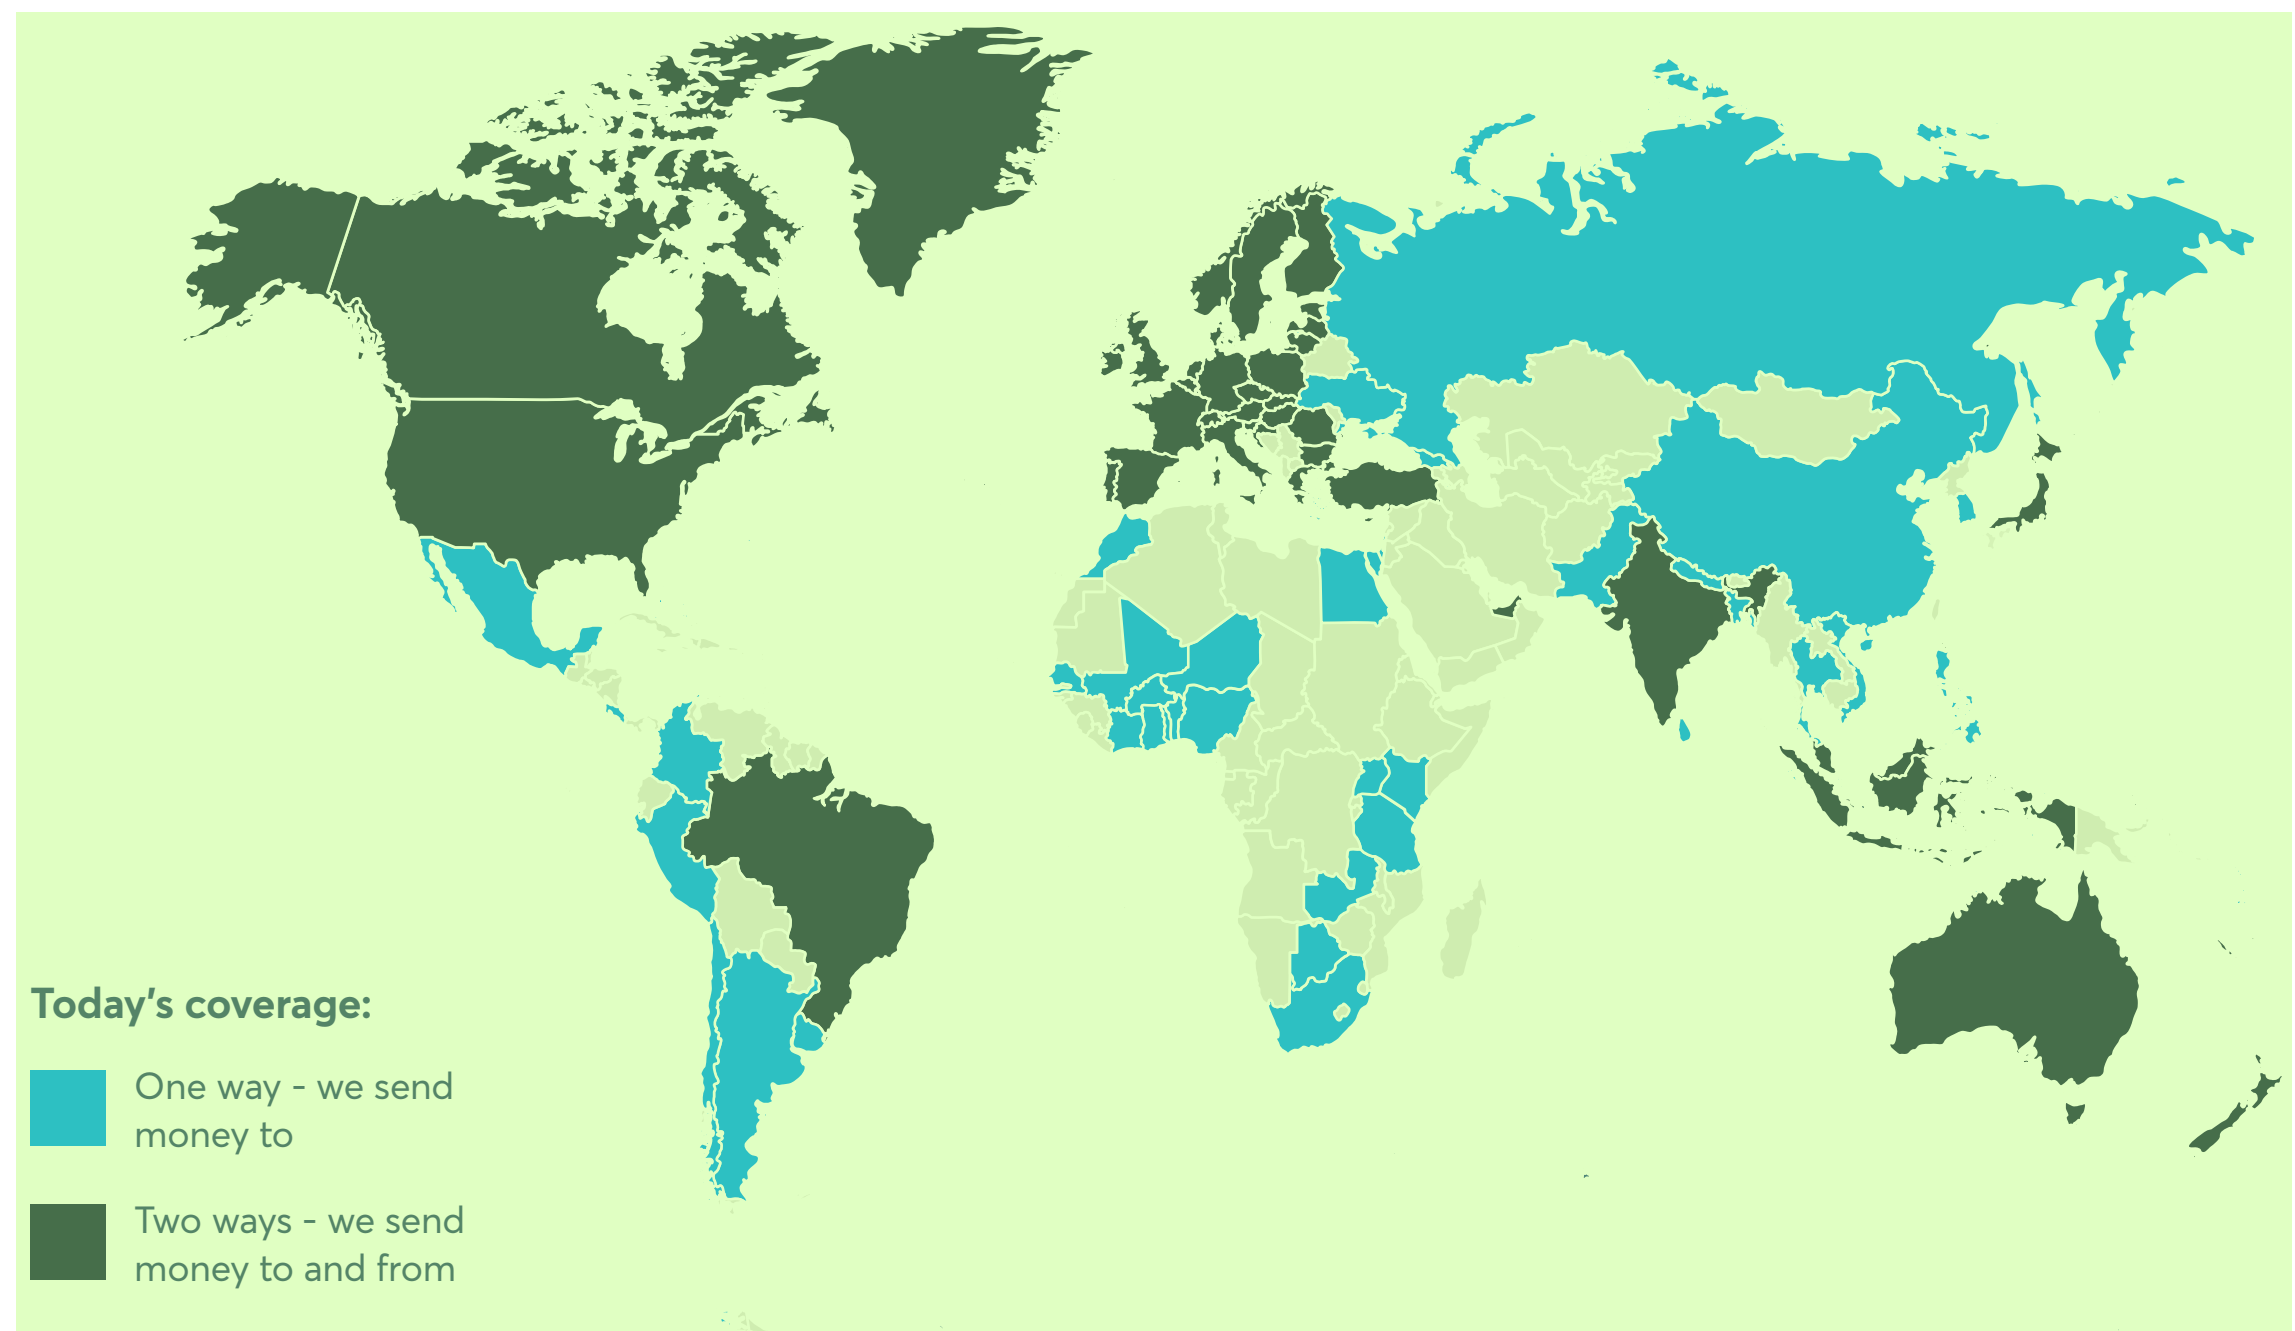 Today's coverage:
One way - we send
money to
Two ways - we send
money to and from